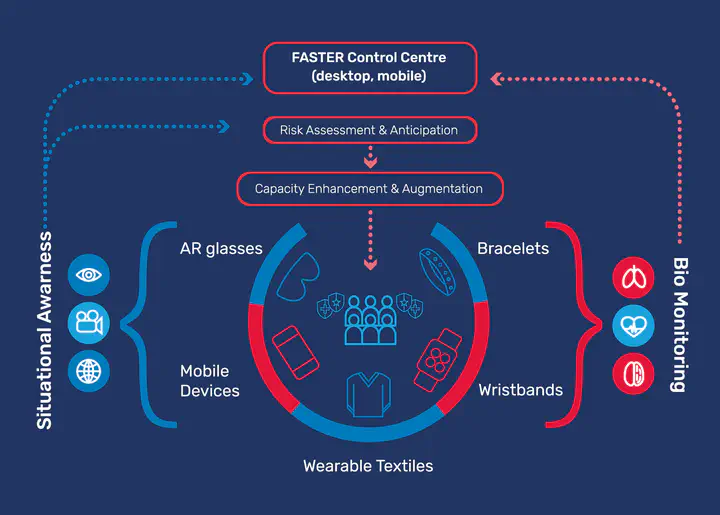 FASTER Control Centre
(desktop, mobile)
Risk Assessment & Anticipation
Capacity Enhancement & Augmentation
Situational Awarness
AR glasses
Bracelets
Bio Monitoring
Mobile
Devices
Wristbands
Wearable Textiles